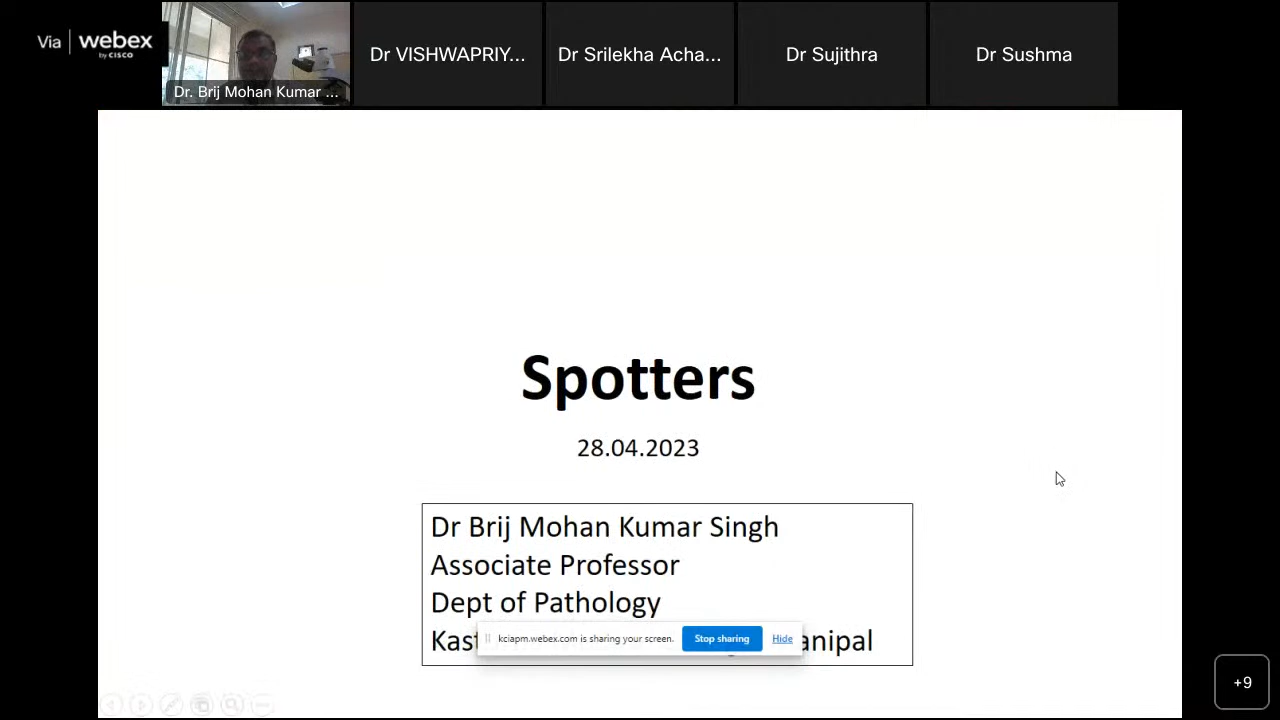 Via webex
by CISCO
Dr. Brij Mohan Kumar ...
Dr VISHWAPRIY...
Dr Srilekha Acha...
Dr Sujithra
Dr Sushma
Spotters
28.04.2023
Dr Brij Mohan Kumar Singh
Associate Professor
Dept of Pathology
Kast anipal
kciapm.webex.com is sharing your screen. Stop sharing Hide
+9